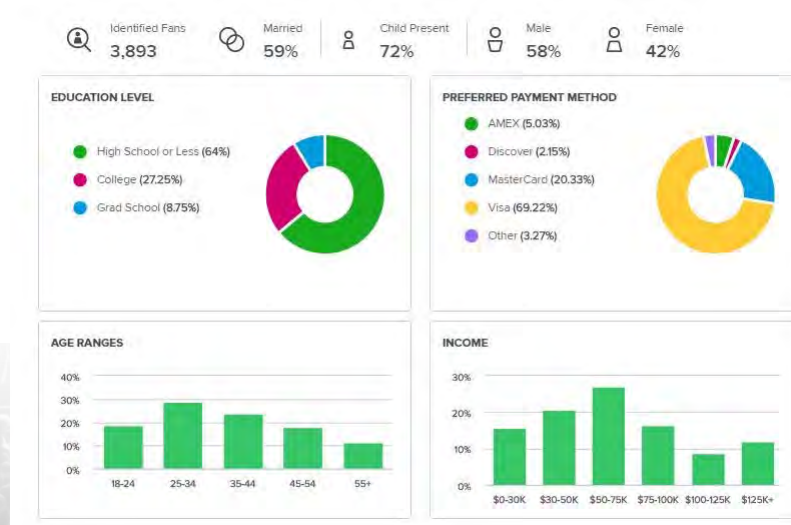 Identified Fans
3,893
Married
59%
Child Present
72%
Male
58%
Female
42%
EDUCATION LEVEL
High School or Less (64%)
College (27.25%)
Grad School (8.75%)
PREFERRED PAYMENT METHOD
AMEX (5.03%)
Discover (2.15%)
MasterCard (20.33%)
Visa (69.22%)
Other (3.27%)
AGE RANGES
40%
30%
20%
10%
0%
18-24 25-34 35-44 45-54 55+
INCOME
30%
20%
10%
0%
$0-30K $30-50K $50-75K $75-100K $100-125K $125K+